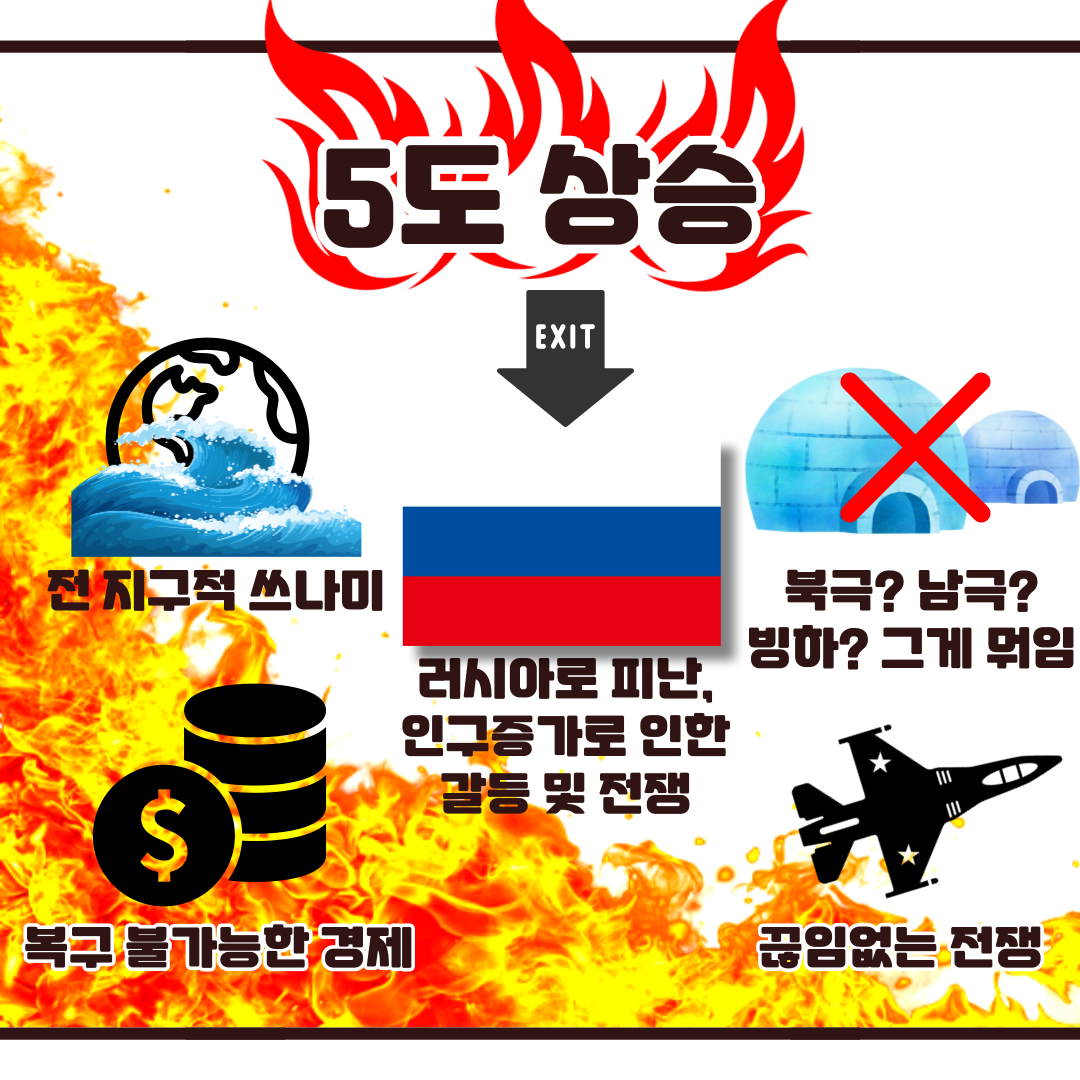 5도 상승
EXIT
전 지구적 쓰나미
북극? 남극?
빙하? 그게 뭐임
러시아로 피난,
인구증가로 인한
갈등 및 전쟁
$
복구 불가능한 경제
끊임없는 전쟁